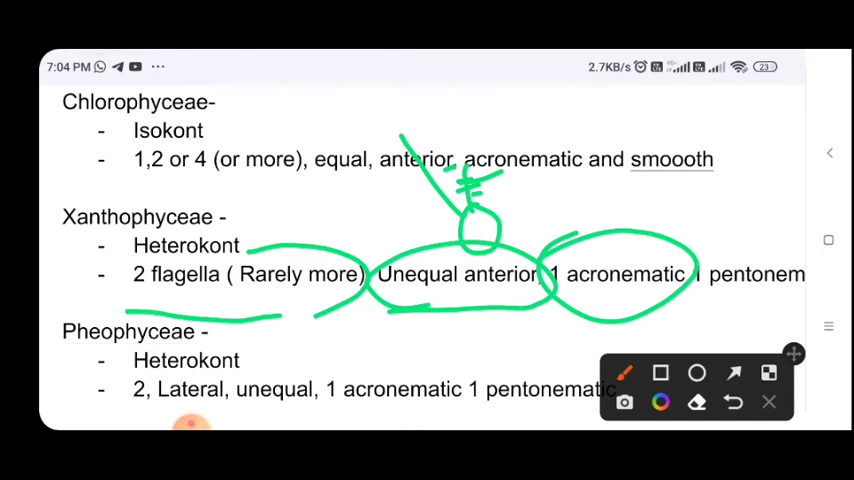 7:04 PM
2.7KB/s 4G+ 23
Chlorophyceae-
- Isokont
- 1,2 or 4 (or more), equal, anterior, acronematic and smoooth
Xanthophyceae -
- Heterokont
- 2 flagella ( Rarely more) Unequal anterior, 1 acronematic 1 pentonem
Pheophyceae -
- Heterokont
- 2, Lateral, unequal, 1 acronematic 1 pentonematic